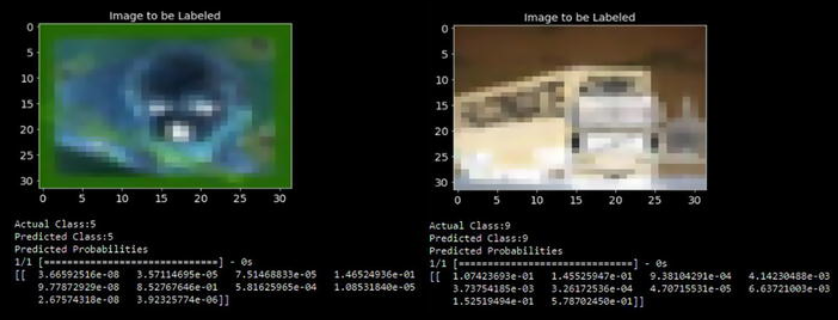 Image to be Labeled
0
5
10
15
20
25
30
0 5 10 15 20 25 30
Actual Class:5
Predicted Class:5
Predicted Probabilities
1/1 [==============================] - 0s
[[ 3.66592516e-08 3.57114695e-05 7.51468833e-05 1.46524936e-01
9.77872929e-08 8.52767646e-01 5.81625965e-04 1.08531840e-05
2.67574318e-08 3.92325774e-06]]
Image to be Labeled
0
5
10
15
20
25
30
0 5 10 15 20 25 30
Actual Class:9
Predicted Class:9
Predicted Probabilities
1/1 [==============================] - 0s
[[ 1.07423693e-01 1.45525947e-01 9.38104291e-04 4.14230488e-03
3.73754185e-03 3.26172536e-04 4.70715531e-05 6.63721003e-03
1.52519494e-01 5.78702450e-01]]